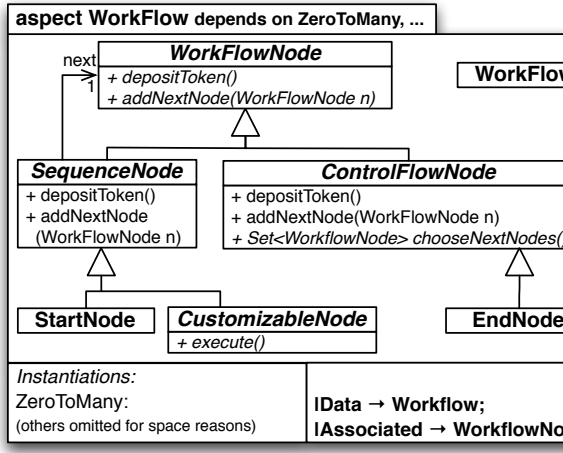 aspect WorkFlow depends on ZeroToMany, ...
WorkFlowNode
+ depositToken()
+ addNextNode(WorkFlowNode n)
next
1
WorkFlow
SequenceNode
+ depositToken()
+ addNextNode
(WorkFlowNode n)
ControlFlowNode
+ depositToken()
+ addNextNode(WorkFlowNode n)
+ Set<WorkflowNode> chooseNextNodes()
StartNode
CustomizableNode
+ execute()
EndNode
Instantiations:
ZeroToMany:
(others omitted for space reasons)
|Data → Workflow;
|Associated → WorkflowNo